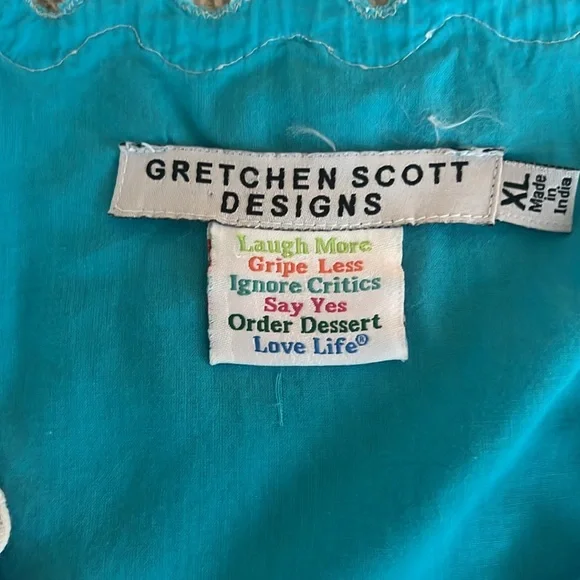 GRETCHEN SCOTT
DESIGNS
XL
Made
in
India
Laugh More
Gripe Less
Ignore Critics
Say Yes
Order Dessert
Love Life®